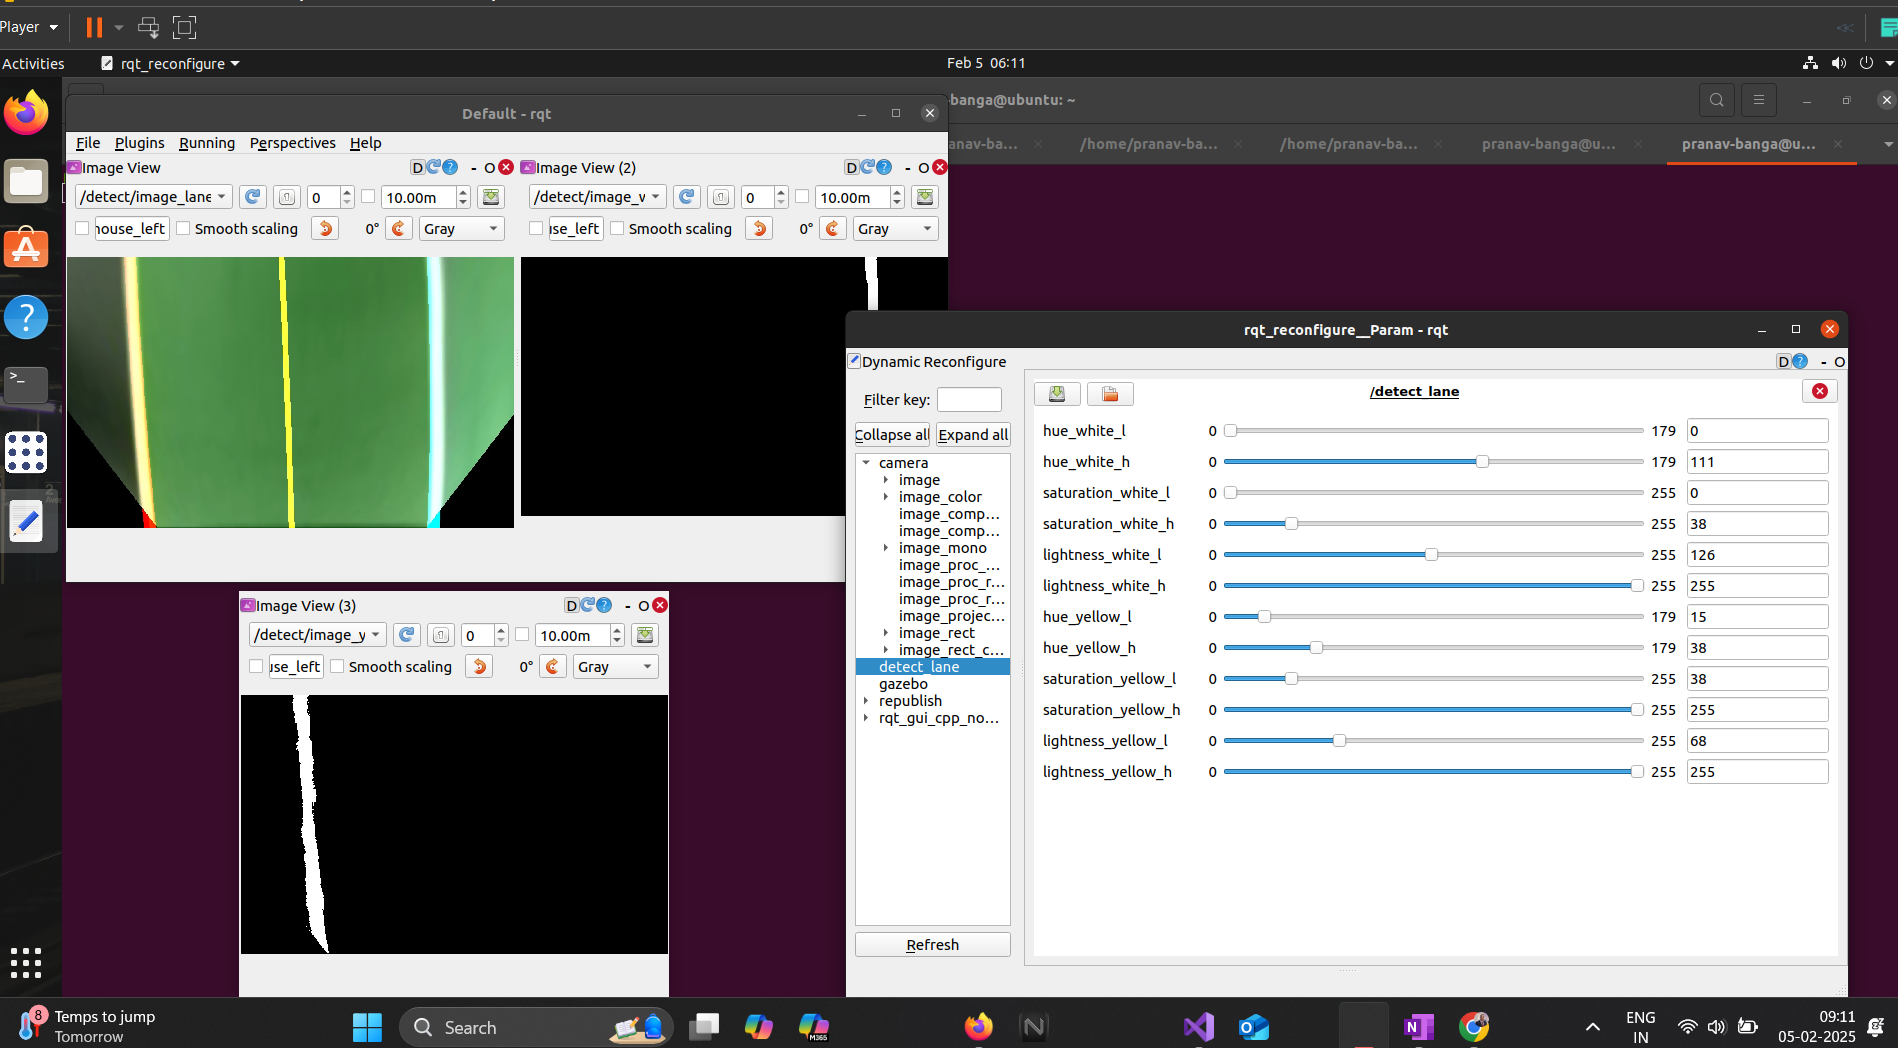 Player
Activities
rqt_reconfigure
Feb 5 06:11
-banga@ubuntu: ~
Default - rqt
anav-ba...
/home/pranav-ba...
/home/pranav-ba...
pranav-banga@u...
pranav-banga@u...
File Plugins Running Perspectives Help
Image View
D
- O
Image View (2)
D
- O
/detect/image_lane
0
10.00m
/detect/image_v
0
10.00m
nouse_left
Smooth scaling
0°
Gray
use_left
Smooth scaling
0°
Gray
rqt_reconfigure__Param - rqt
Dynamic Reconfigure
D
- O
Filter key:
Collapse all
Expand all
camera
image
image_color
image_comp...
image_comp...
image_mono
image_proc_...
image_proc_r...
image_proc_r...
image_projec...
image_rect
image_rect_c...
detect_lane
gazebo
republish
rqt_gui_cpp_no...
Refresh
/detect_lane
hue_white_l 0 179 0
hue_white_h 0 179 111
saturation_white_l 0 255 0
saturation_white_h 0 255 38
lightness_white_l 0 255 126
lightness_white_h 0 255 255
hue_yellow_l 0 179 15
hue_yellow_h 0 179 38
saturation_yellow_l 0 255 38
saturation_yellow_h 0 255 255
lightness_yellow_l 0 255 68
lightness_yellow_h 0 255 255
Image View (3)
D
- O
/detect/image_y
0
10.00m
use_left
Smooth scaling
0°
Gray
8
Temps to jump
Tomorrow
Search
M365
ENG
IN
09:11
05-02-2025